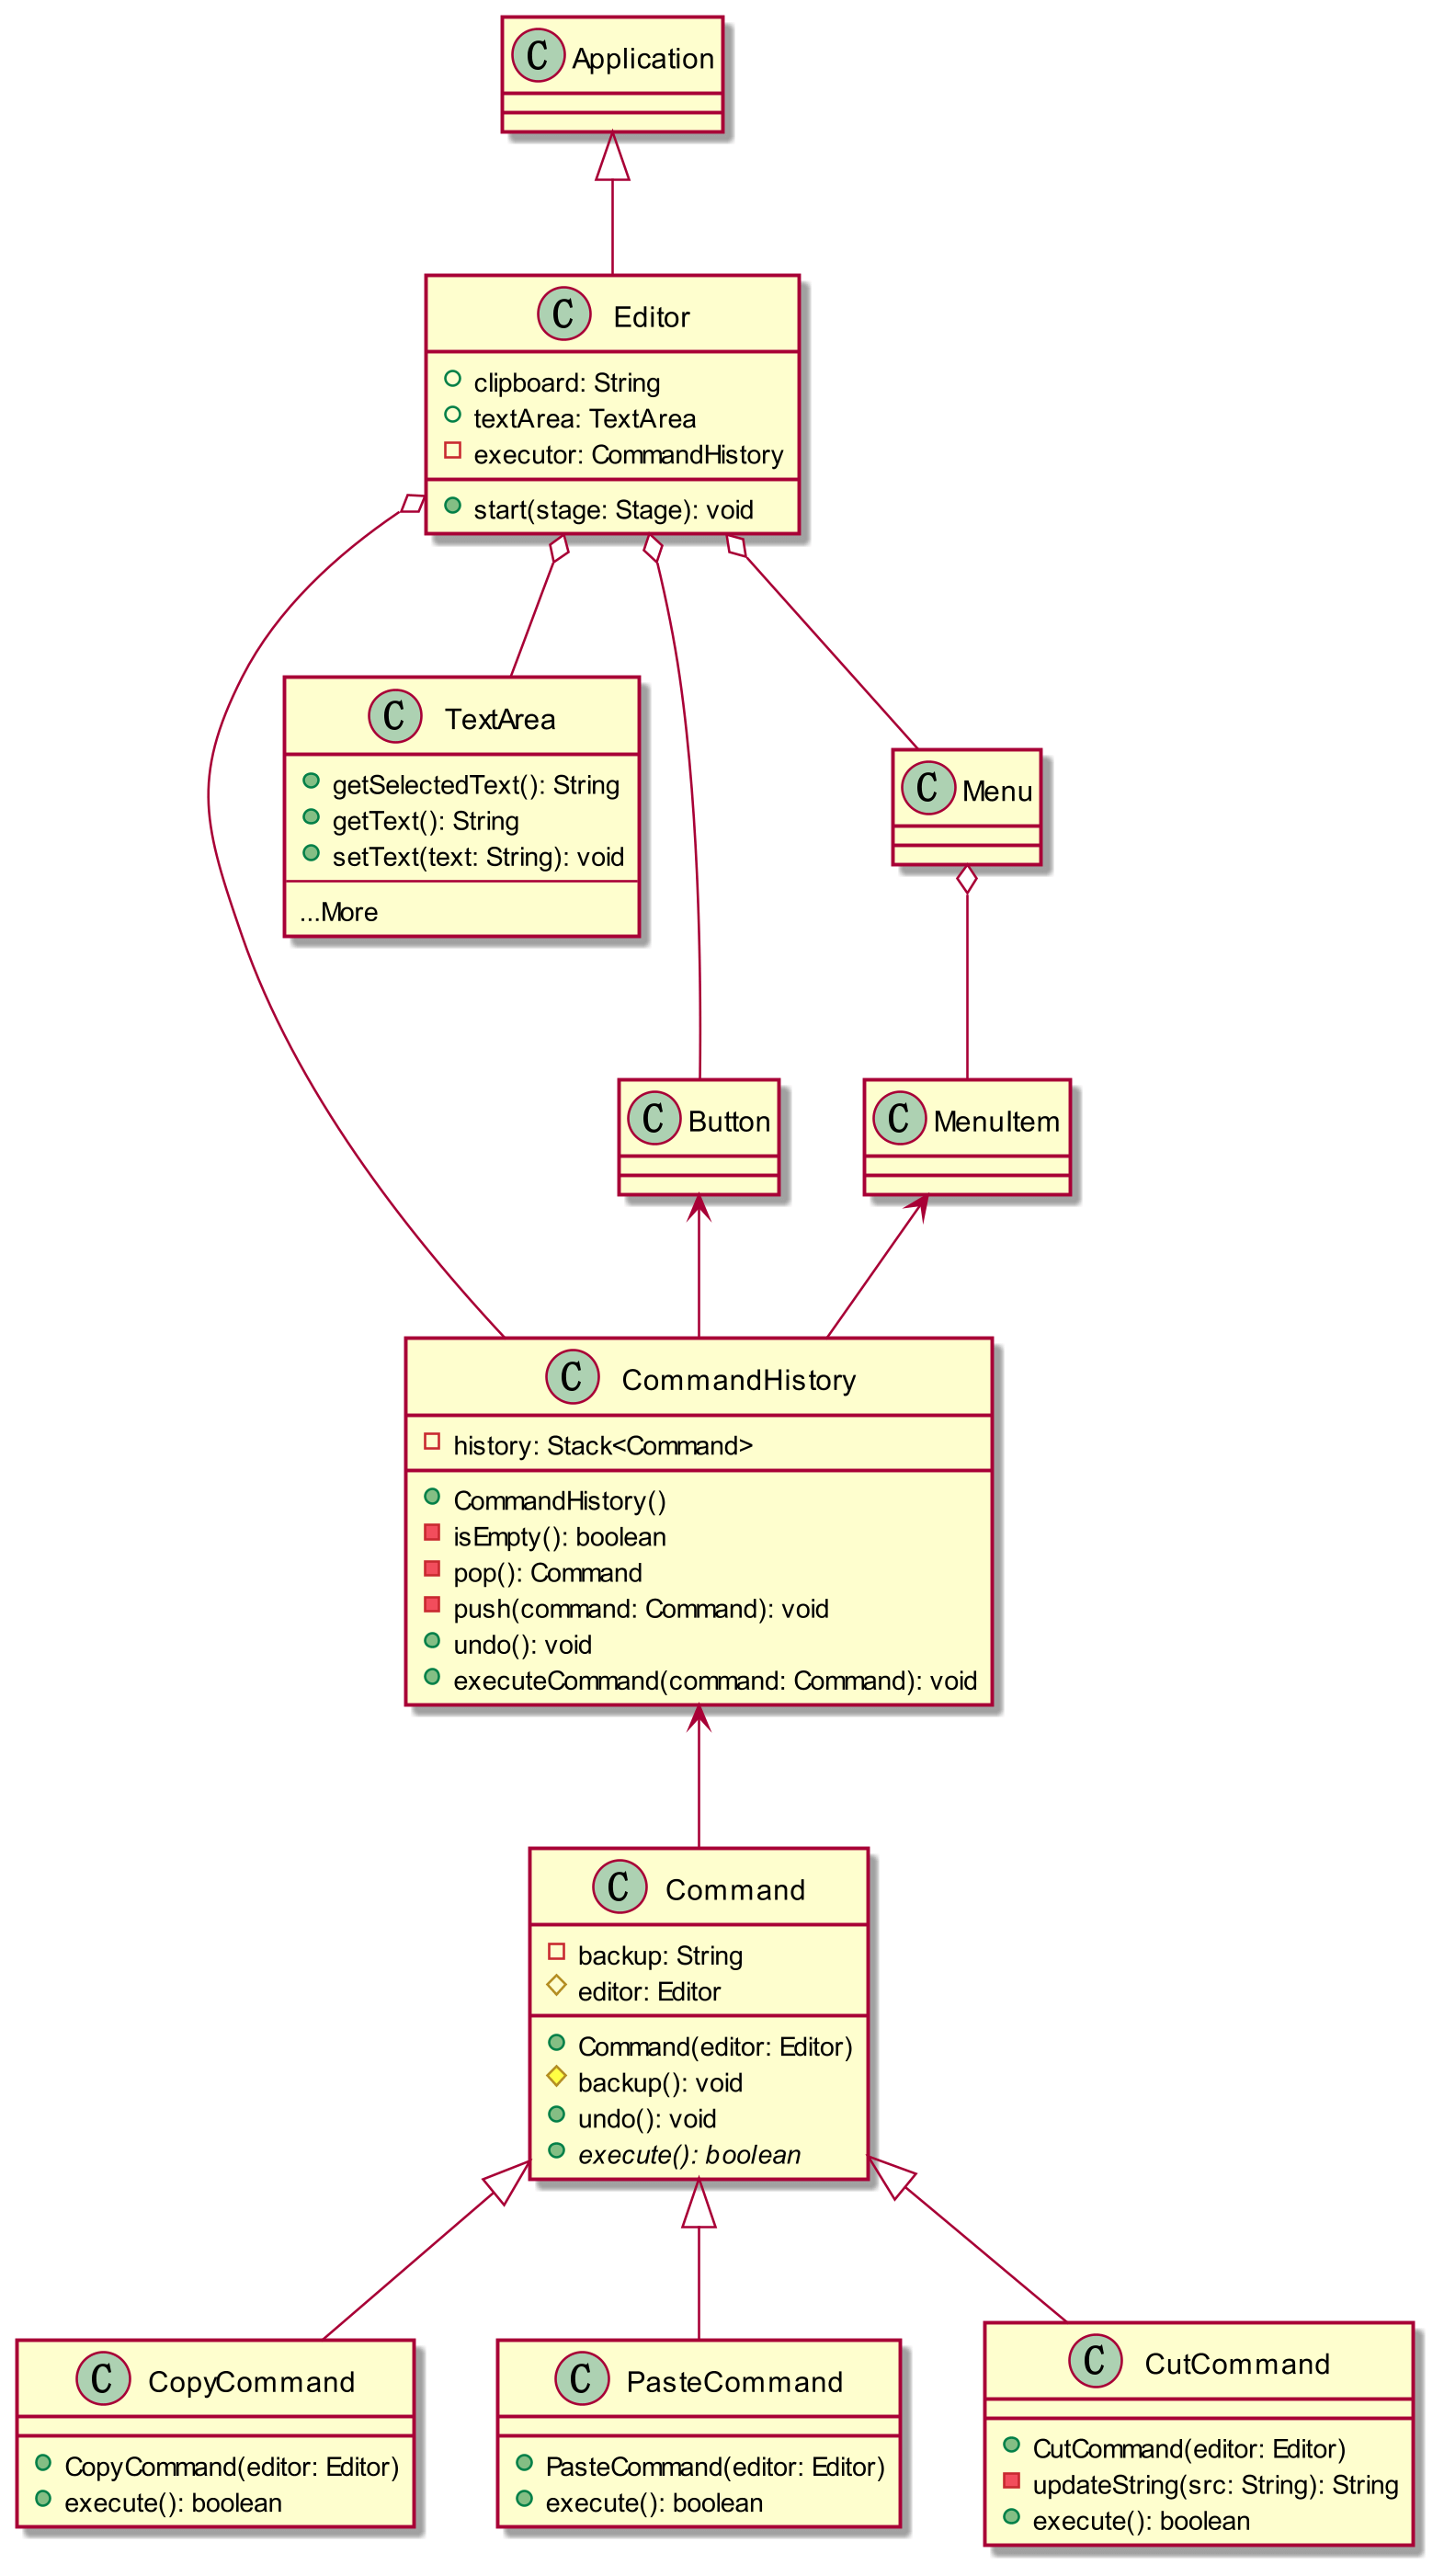 C Application
C Editor
clipboard: String
textArea: TextArea
executor: CommandHistory
start(stage: Stage): void
C TextArea
getSelectedText(): String
getText(): String
setText(text: String): void
...More
C Menu
C Button
C MenuItem
C CommandHistory
history: Stack<Command>
CommandHistory()
isEmpty(): boolean
pop(): Command
push(command: Command): void
undo(): void
executeCommand(command: Command): void
C Command
backup: String
editor: Editor
Command(editor: Editor)
backup(): void
undo(): void
execute(): boolean
C CopyCommand
CopyCommand(editor: Editor)
execute(): boolean
C PasteCommand
PasteCommand(editor: Editor)
execute(): boolean
C CutCommand
CutCommand(editor: Editor)
updateString(src: String): String
execute(): boolean